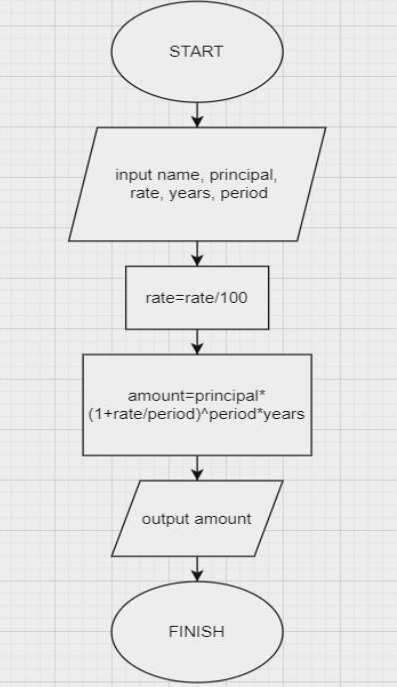 START
input name, principal,
rate, years, period
rate=rate/100
amount=principal*
(1+rate/period)^period*years
output amount
FINISH